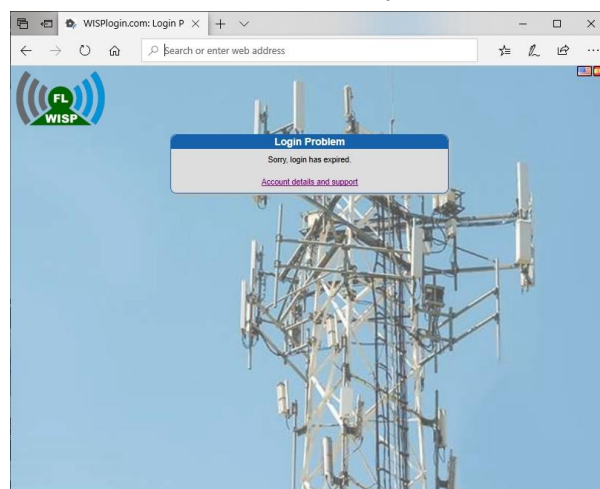 WISPlogin.com: Login P
Search or enter web address
FL
WISP
Login Problem
Sorry, login has expired.
Account details and support